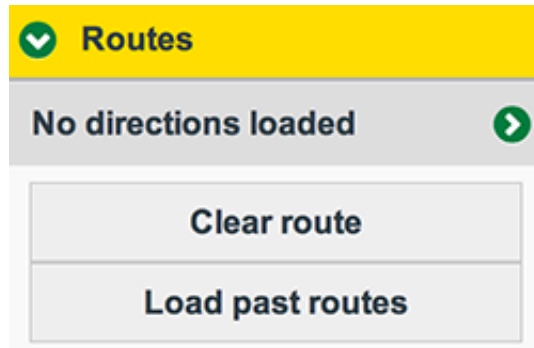 Routes
No directions loaded
Clear route
Load past routes